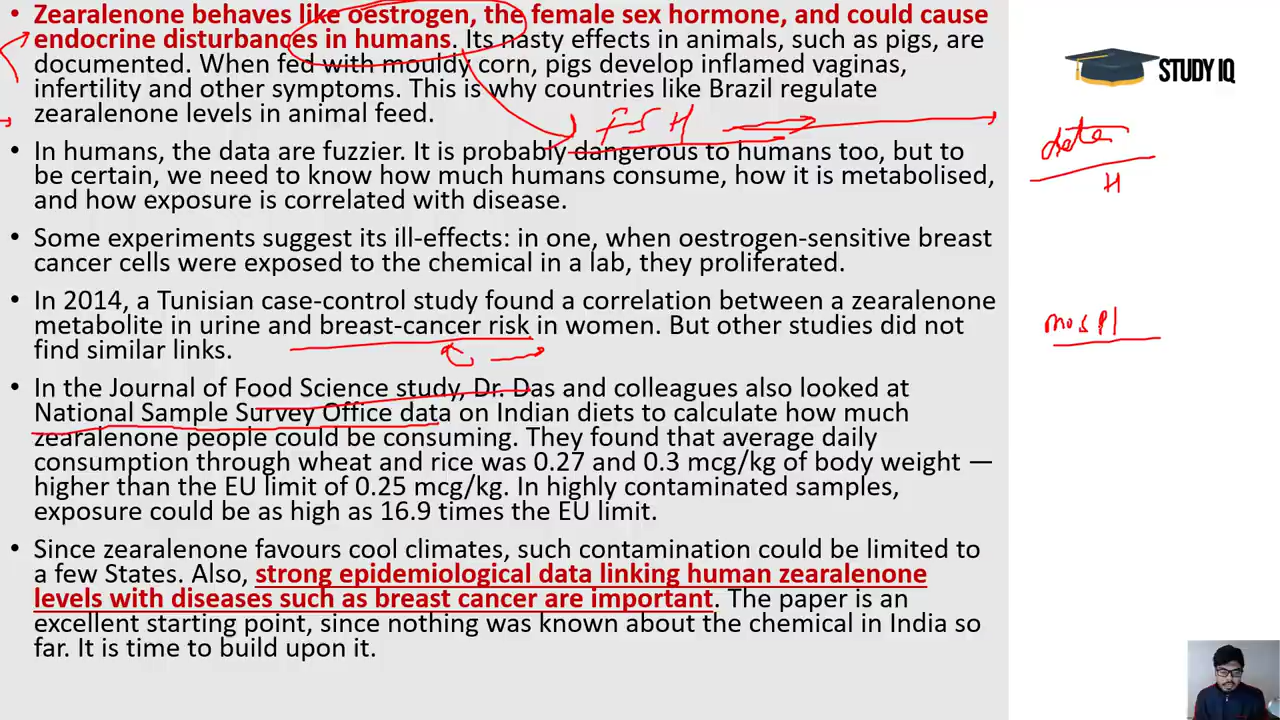 • Zearalenone behaves like oestrogen, the female sex hormone, and could cause
endocrine disturbances in humans. Its nasty effects in animals, such as pigs, are
documented. When fed with mouldy corn, pigs develop inflamed vaginas,
infertility and other symptoms. This is why countries like Brazil regulate
zearalenone levels in animal feed.
FSH
• In humans, the data are fuzzier. It is probably dangerous to humans too, but to
be certain, we need to know how much humans consume, how it is metabolised,
and how exposure is correlated with disease.
• Some experiments suggest its ill-effects: in one, when oestrogen-sensitive breast
cancer cells were exposed to the chemical in a lab, they proliferated.
• In 2014, a Tunisian case-control study found a correlation between a zearalenone
metabolite in urine and breast-cancer risk in women. But other studies did not
find similar links.
• In the Journal of Food Science study, Dr. Das and colleagues also looked at
National Sample Survey Office data on Indian diets to calculate how much
zearalenone people could be consuming. They found that average daily
consumption through wheat and rice was 0.27 and 0.3 mcg/kg of body weight —
higher than the EU limit of 0.25 mcg/kg. In highly contaminated samples,
exposure could be as high as 16.9 times the EU limit.
• Since zearalenone favours cool climates, such contamination could be limited to
a few States. Also, strong epidemiological data linking human zearalenone
levels with diseases such as breast cancer are important. The paper is an
excellent starting point, since nothing was known about the chemical in India so
far. It is time to build upon it.
STUDY IQ
H